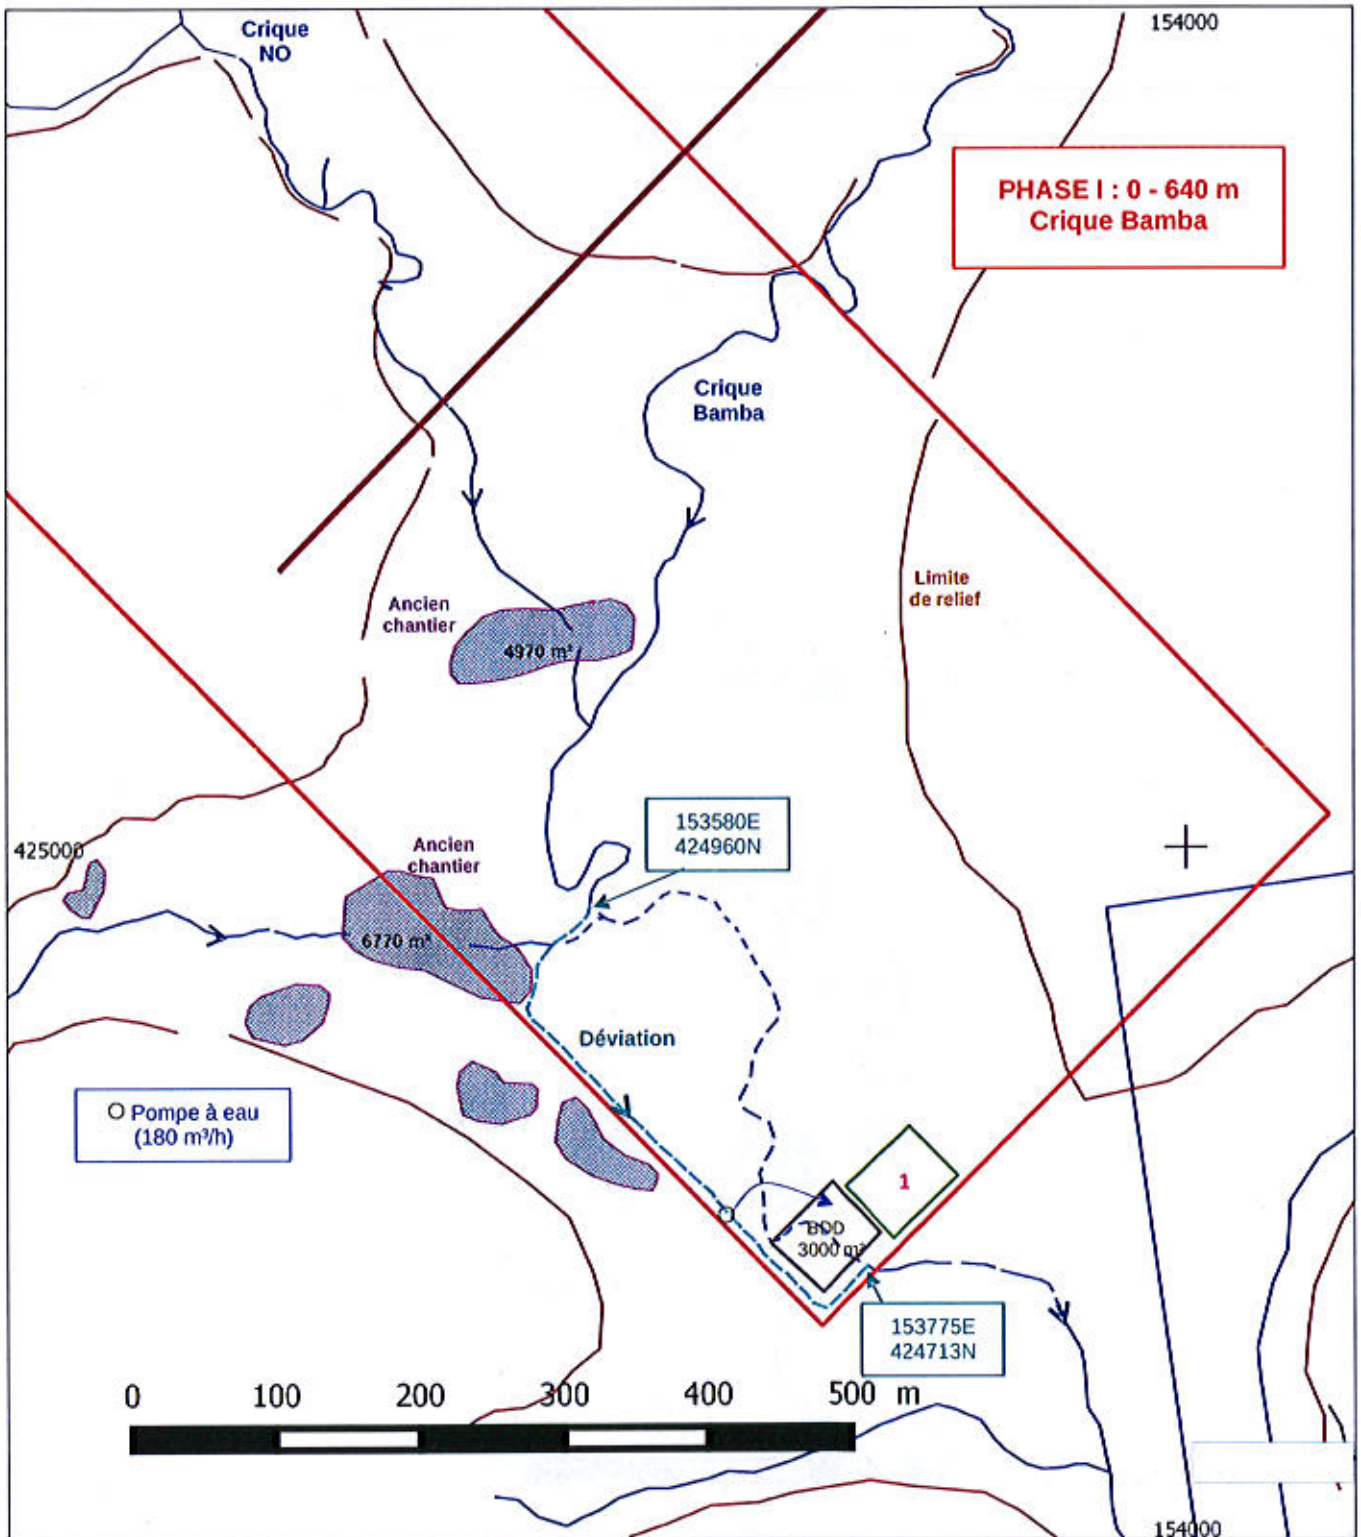 Crique
NO
154000
PHASE I : 0 - 640 m
Crique Bamba
Crique
Bamba
Limite
de relief
Ancien
chantier
4970 m²
153580E
424960N
425000
Ancien
chantier
6770 m²
Déviation
O Pompe à eau
(180 m³/h)
1
BDD
3000 m²
153775E
424713N
0 100 200 300 400 500 m
154000